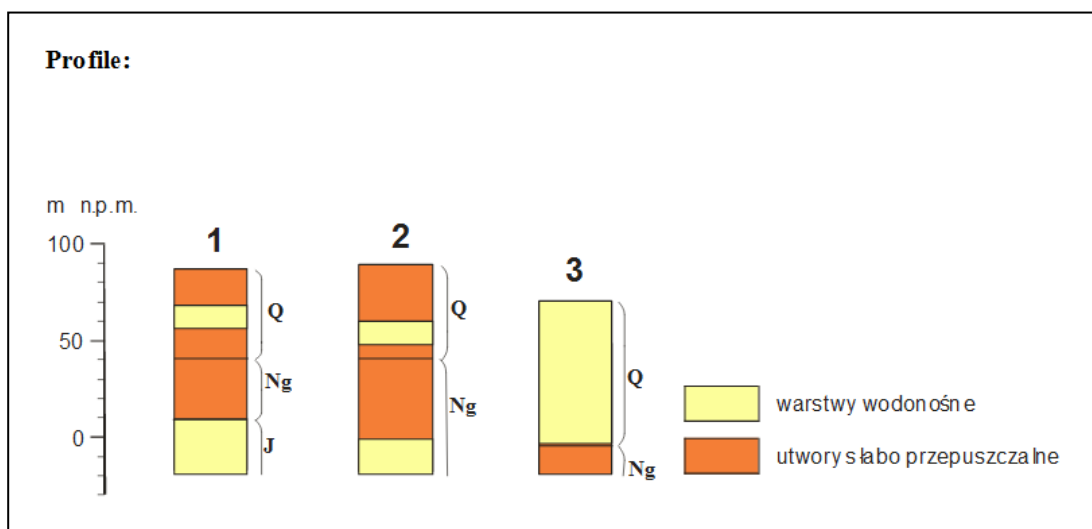 Profile:
m n.p.m.
100
50
0
1
Q
Ng
J
2
Q
Ng
3
Q
Ng
warstwy wodonośne
utwory słabo przepuszczalne